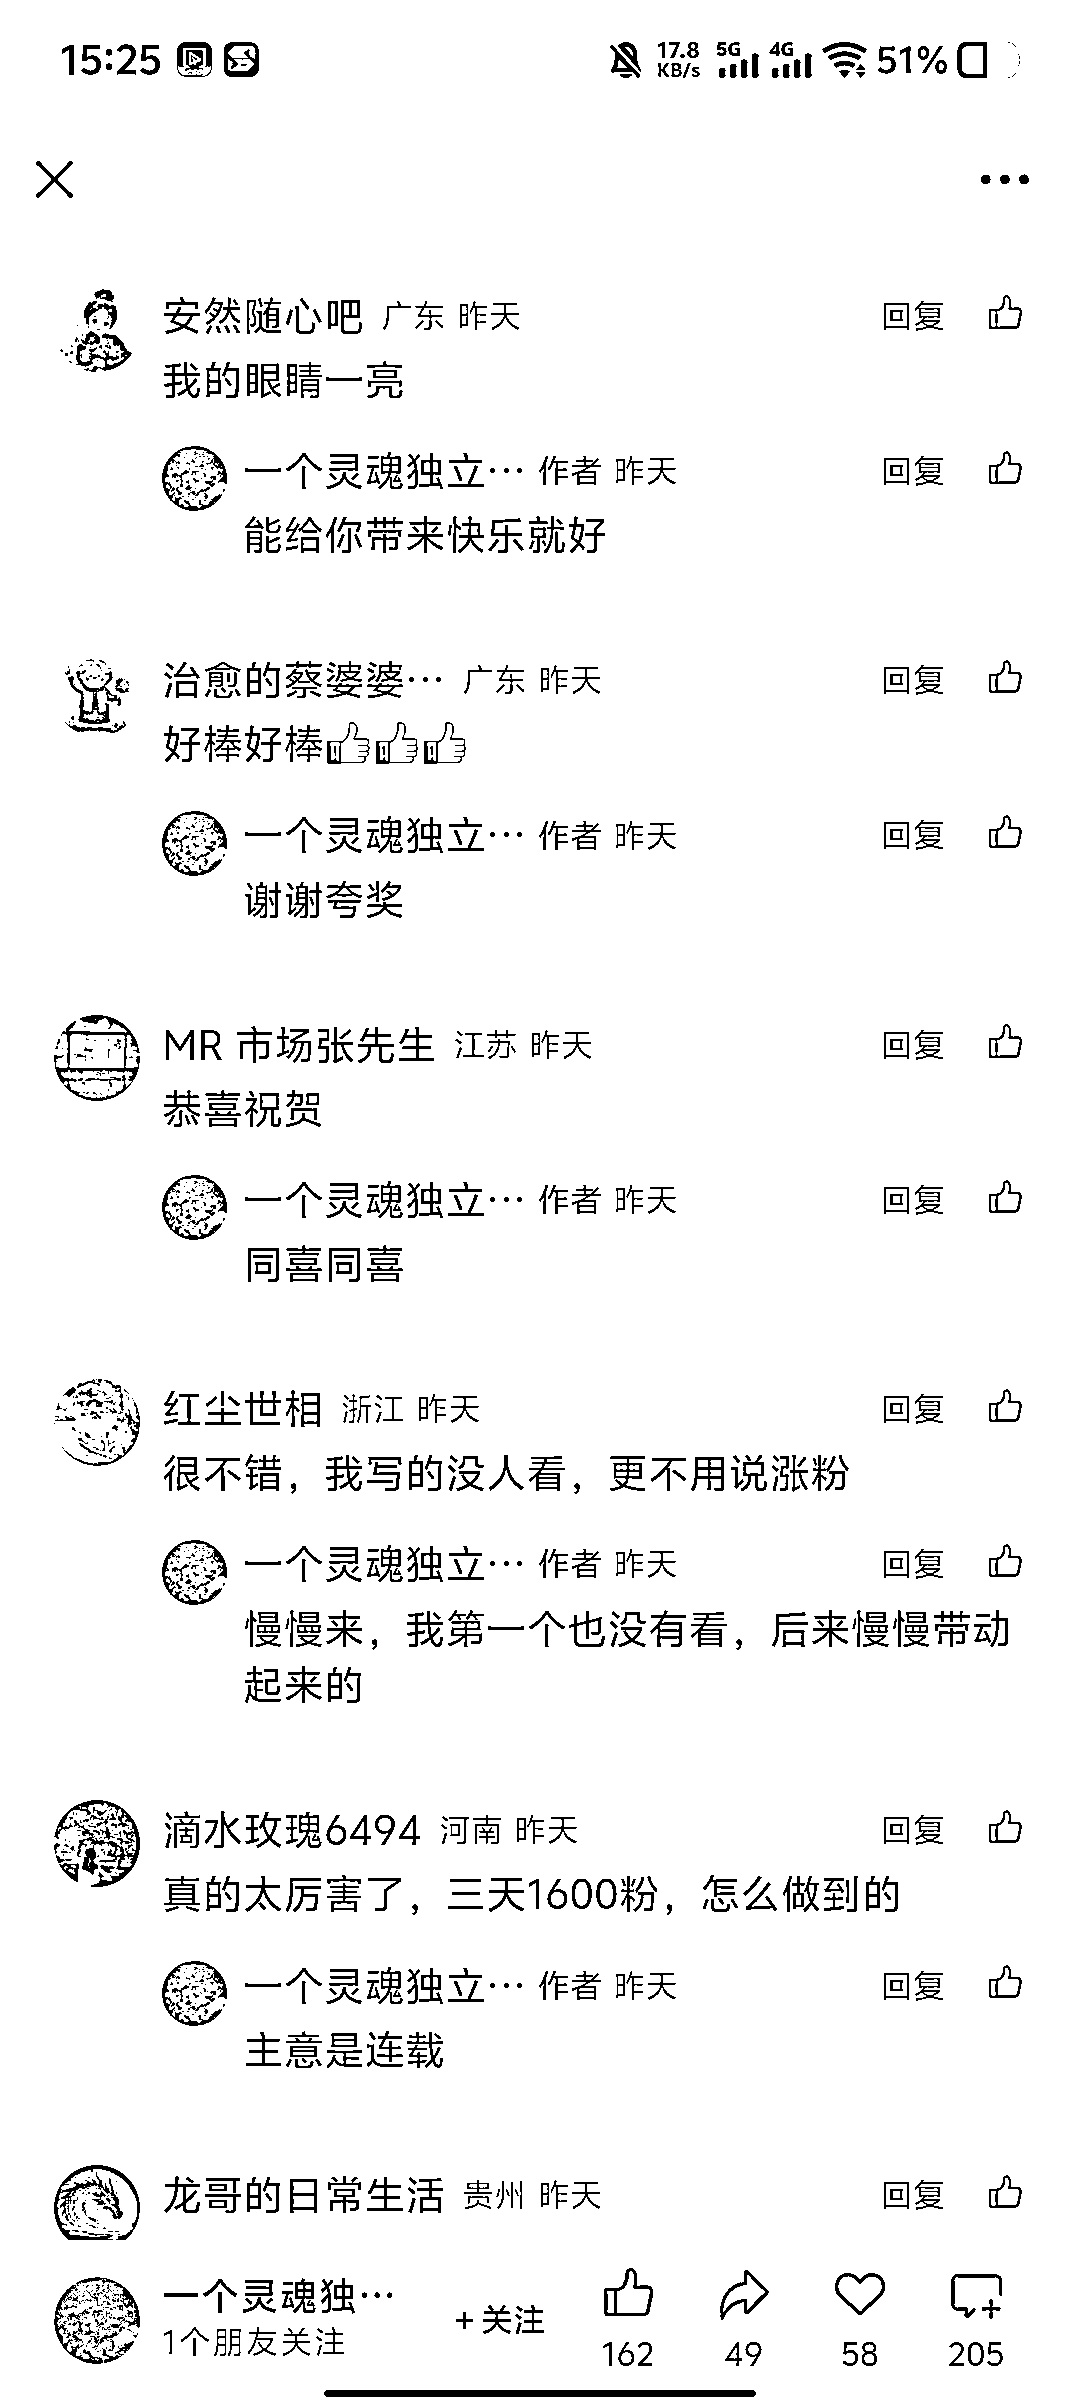 15:25 17.8 KB/s 5G 4G 51%
安然随心吧 广东 昨天 回复
我的眼睛一亮
一个灵魂独立… 作者 昨天 回复
能给你带来快乐就好
治愈的蔡婆婆… 广东 昨天 回复
好棒好棒👍👍👍
一个灵魂独立… 作者 昨天 回复
谢谢夸奖
MR 市场张先生 江苏 昨天 回复
恭喜祝贺
一个灵魂独立… 作者 昨天 回复
同喜同喜
红尘世相 浙江 昨天 回复
很不错，我写的没人看，更不用说涨粉
一个灵魂独立… 作者 昨天 回复
慢慢来，我第一个也没有看，后来慢慢带动
起来的
滴水玫瑰6494 河南 昨天 回复
真的太厉害了，三天1600粉，怎么做到的
一个灵魂独立… 作者 昨天 回复
主意是连载
龙哥的日常生活 贵州 昨天 回复
一个灵魂独…
1个朋友关注
+关注
162 49 58 205